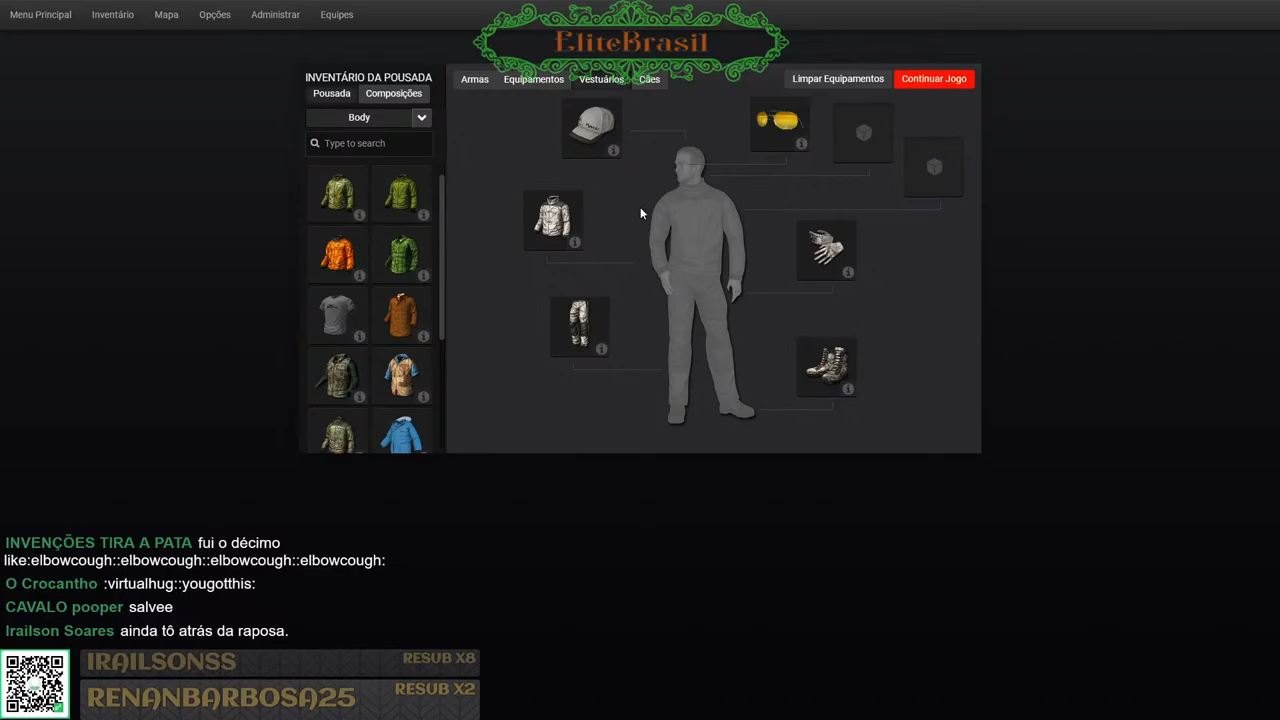 Menu Principal
Inventário
Mapa
Opções
Administrar
Equipes
EliteBrasil
INVENTÁRIO DA POUSADA
Pousada
Composições
Body
Type to search
Armas
Equipamentos
Vestuários
Cães
Limpar Equipamentos
Continuar Jogo
INVENÇÕES TIRA A PATA fui o décimo
like:elbowcough::elbowcough::elbowcough::elbowcough:
O Crocantho :virtualhug::yougotthis:
CAVALO pooper salvee
Irailson Soares ainda tô atrás da raposa.
IRAILSONSS RESUB X8
RENANBARBOSA25 RESUB X2